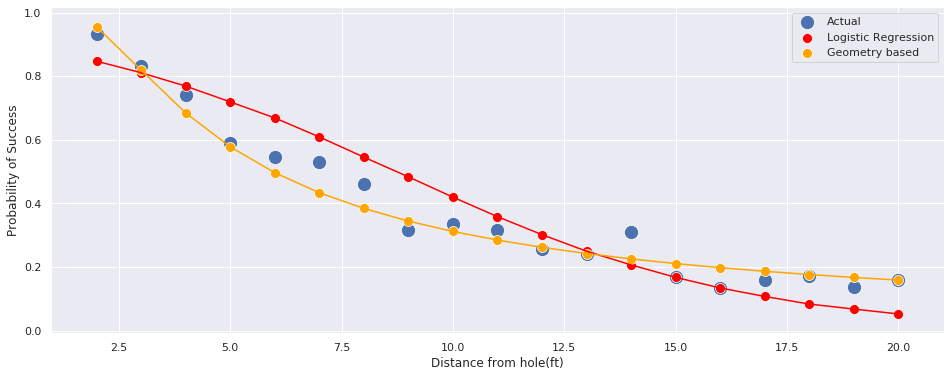 Actual
Logistic Regression
Geometry based
Probability of Success
1.0
0.8
0.6
0.4
0.2
0.0
2.5 5.0 7.5 10.0 12.5 15.0 17.5 20.0
Distance from hole(ft)